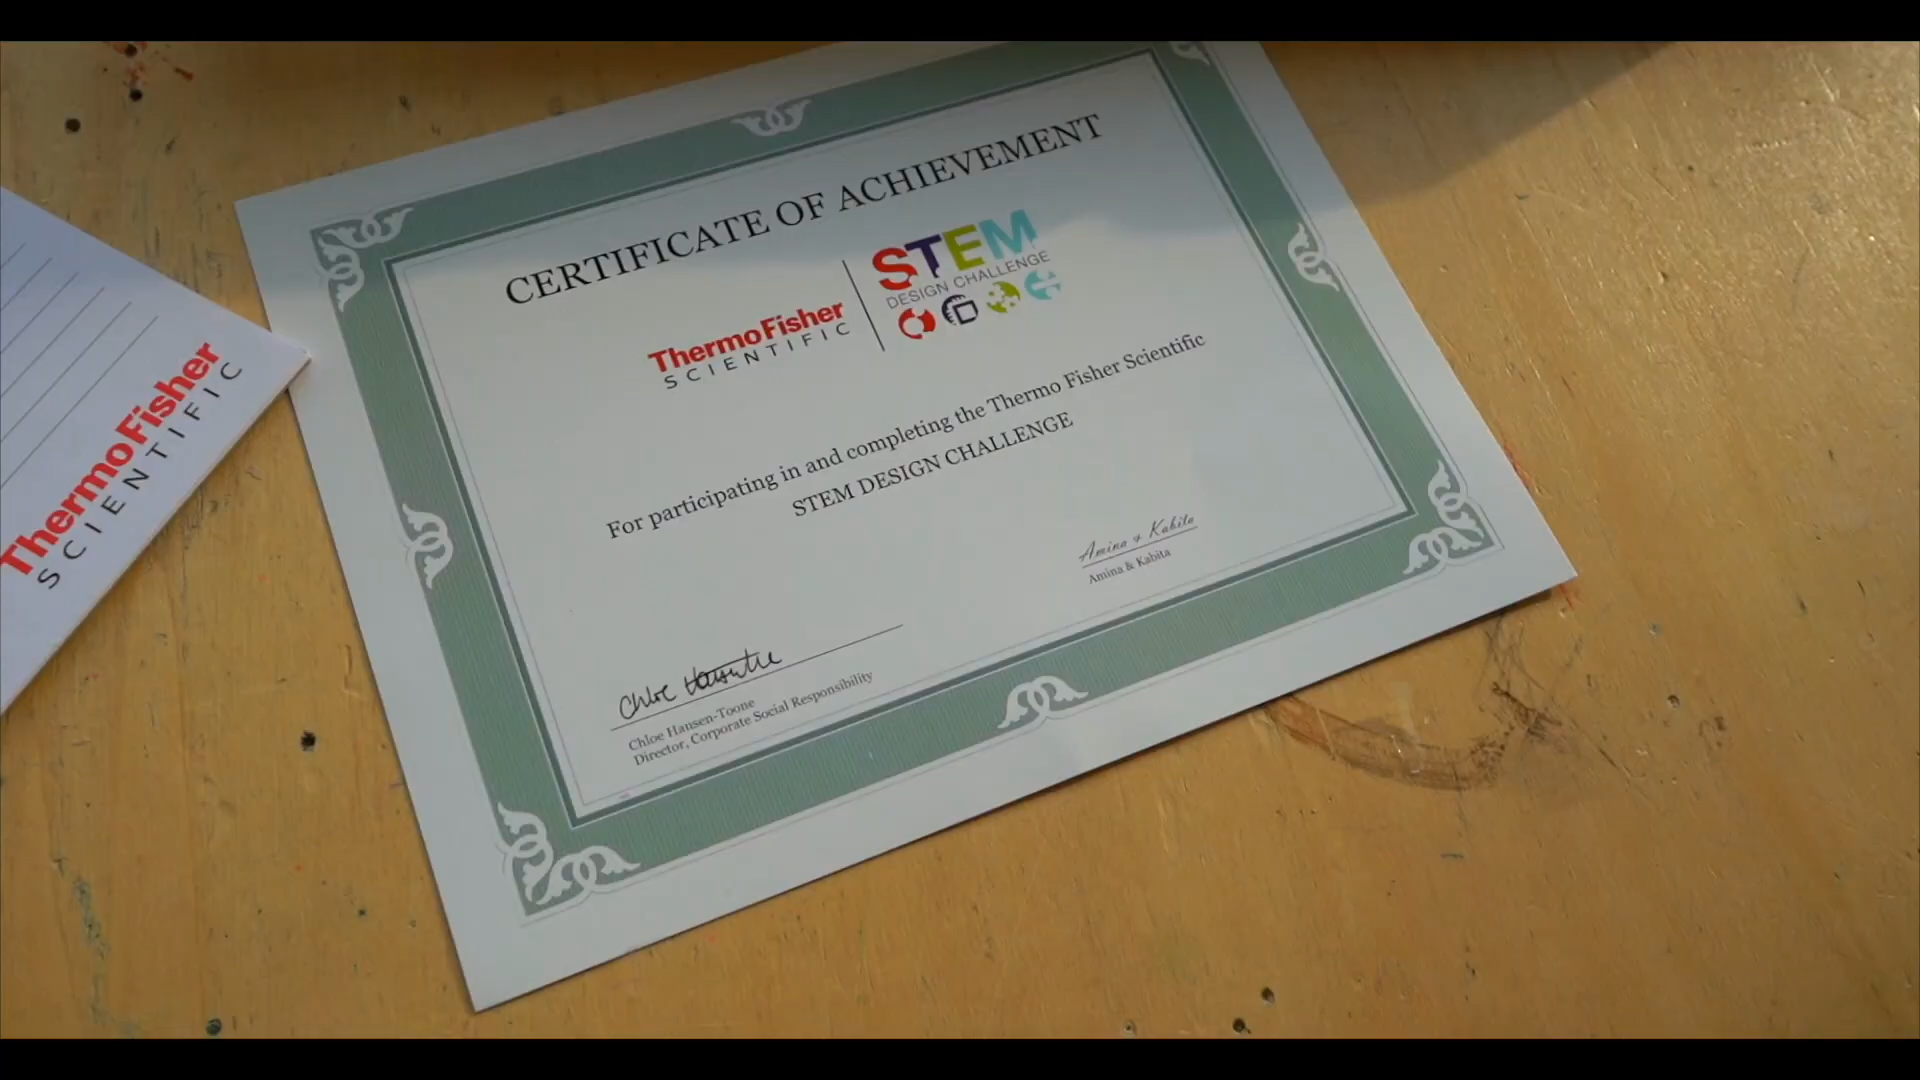 CERTIFICATE OF ACHIEVEMENT
ThermoFisher
SCIENTIFIC
STEM
DESIGN CHALLENGE
For participating in and completing the Thermo Fisher Scientific
STEM DESIGN CHALLENGE
Amina & Kabita
Amina & Kabita
Chloe Hansen-Toone
Director, Corporate Social Responsibility
ThermoFisher
SCIENTIFIC